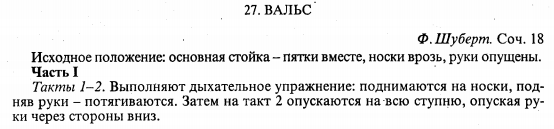 27. ВАЛЬС
Ф. Шуберт. Соч. 18
Исходное положение: основная стойка – пятки вместе, носки врозь, руки опущены.
Часть I
Такты 1–2. Выполняют дыхательное упражнение: поднимаются на носки, под-
няв руки – потягиваются. Затем на такт 2 опускаются на всю ступню, опуская ру-
ки через стороны вниз.